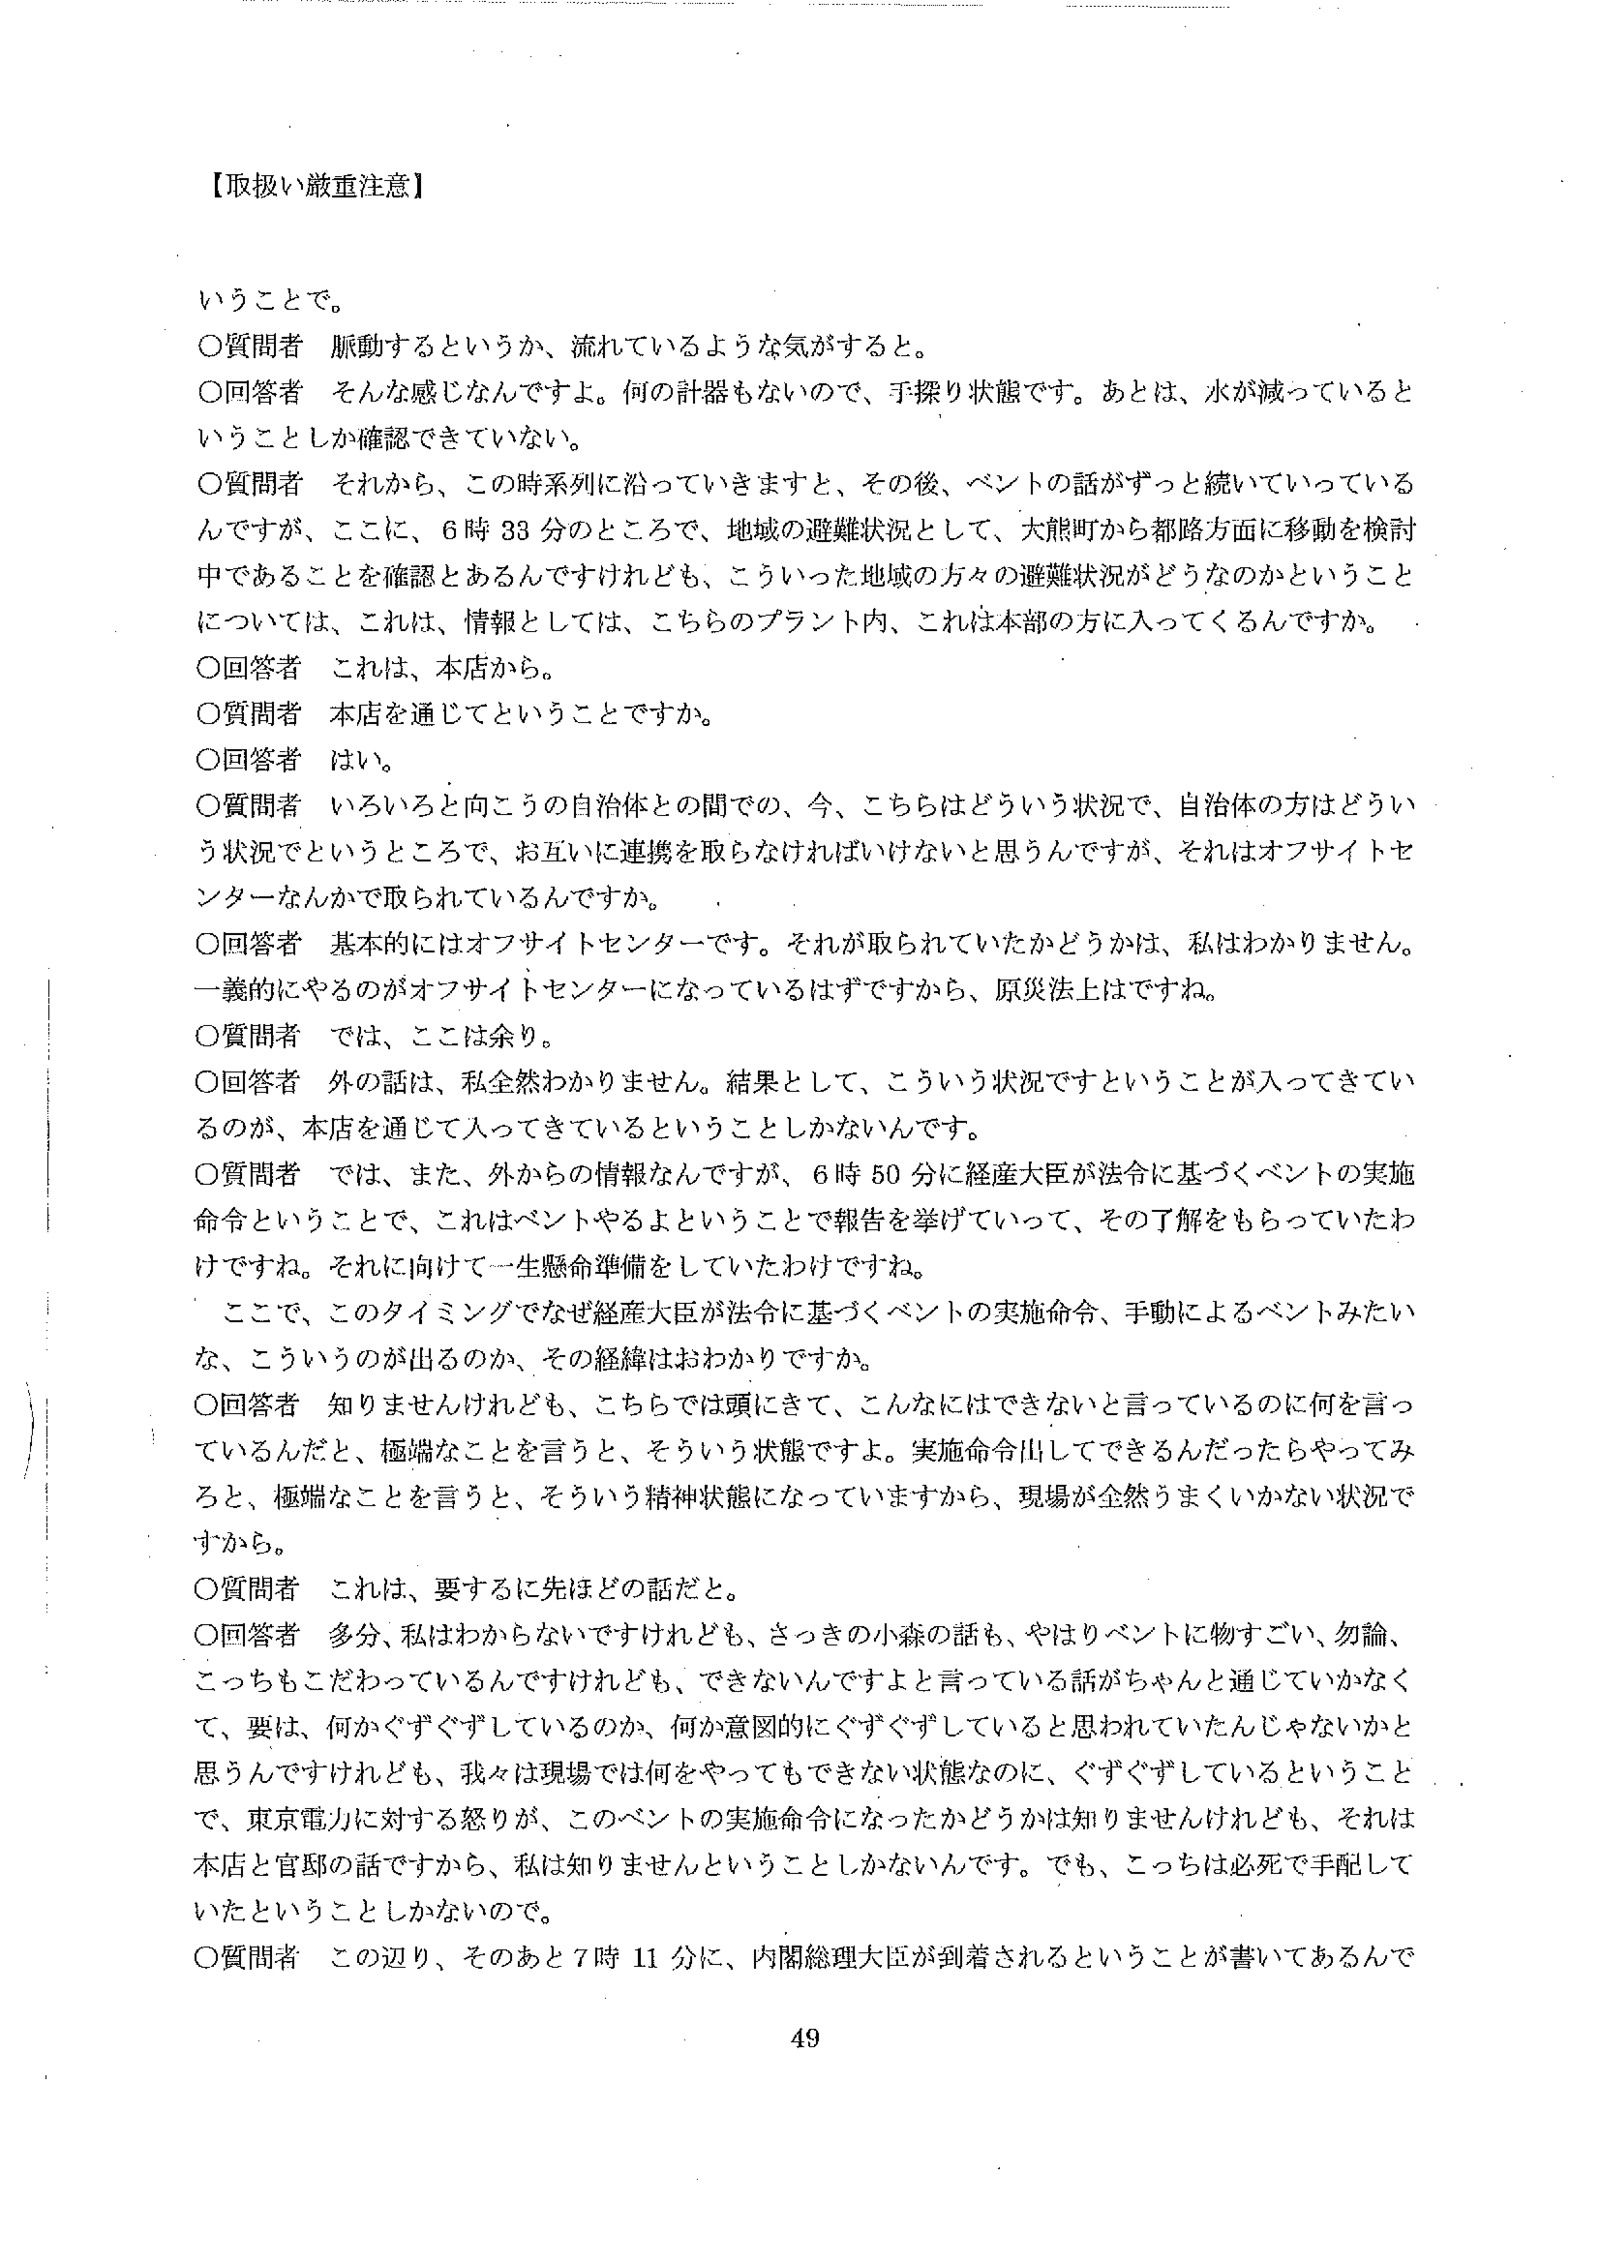 【取扱い厳重注意】
いうことで。
○質問者　脈動するというか、流れているような気がすると。
○回答者　そんな感じなんですよ。何の計器もないので、手探り状態です。あとは、水が減っていると
いうことしか確認できていない。
○質問者　それから、この時系列に沿っていきますと、その後、ベントの話がずっと続いていっている
んですが、ここに、6時 33 分のところで、地域の避難状況として、大熊町から都路方面に移動を検討
中であることを確認とあるんですけれども、こういった地域の方々の避難状況がどうなのかということ
については、これは、情報としては、こちらのプラント内、これは本部の方に入ってくるんですか。
○回答者　これは、本店から。
○質問者　本店を通じてということですか。
○回答者　はい。
○質問者　いろいろと向こうの自治体との間での、今、こちらはどういう状況で、自治体の方はどうい
う状況でというところで、お互いに連携を取らなければいけないと思うんですが、それはオフサイトセ
ンターなんかで取られているんですか。
○回答者　基本的にはオフサイトセンターです。それが取られていたかどうかは、私はわかりません。
一義的にやるのがオフサイトセンターになっているはずですから、原災法上はですね。
○質問者　では、ここは余り。
○回答者　外の話は、私全然わかりません。結果として、こういう状況ですということが入ってきてい
るのが、本店を通じて入ってきているということしかないんです。
○質問者　では、また、外からの情報なんですが、6時 50 分に経産大臣が法令に基づくベントの実施
命令ということで、これはベントやるよということで報告を挙げていって、その了解をもらっていたわ
けですね。それに向けて一生懸命準備をしていたわけですね。
　ここで、このタイミングでなぜ経産大臣が法令に基づくベントの実施命令、手動によるベントみたい
な、こういうのが出るのか、その経緯はおわかりですか。
○回答者　知りませんけれども、こちらでは頭にきて、こんなにはできないと言っているのに何を言っ
ているんだと、極端なことを言うと、そういう状態ですよ。実施命令出してできるんだったらやってみ
ろと、極端なことを言うと、そういう精神状態になっていますから、現場が全然うまくいかない状況で
すから。
○質問者　これは、要するに先ほどの話だと。
○回答者　多分、私はわからないですけれども、さっきの小森の話も、やはりベントに物すごい、勿論、
こっちもこだわっているんですけれども、できないんですよと言っている話がちゃんと通じていかなく
て、要は、何かぐずぐずしているのか、何か意図的にぐずぐずしていると思われていたんじゃないかと
思うんですけれども、我々は現場では何をやってもできない状態なのに、ぐずぐずしているということ
で、東京電力に対する怒りが、このベントの実施命令になったかどうかは知りませんけれども、それは
本店と官邸の話ですから、私は知りませんということしかないんです。でも、こっちは必死で手配して
いたということしかないので。
○質問者　この辺り、そのあと7時 11 分に、内閣総理大臣が到着されるということが書いてあるんで
49